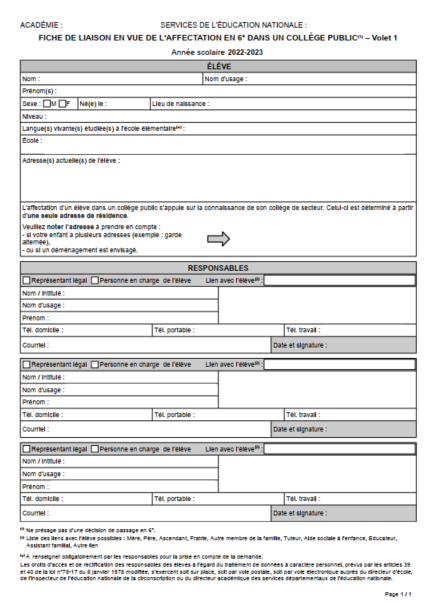 ACADÉMIE : SERVICES DE L'ÉDUCATION NATIONALE :
FICHE DE LIAISON EN VUE DE L'AFFECTATION EN 6e DANS UN COLLÈGE PUBLIC(1) – Volet 1
Année scolaire 2022-2023
ÉLÈVE
Nom : Nom d'usage :
Prénom(s) :
Sexe : M F Né(e) le : Lieu de naissance :
Niveau :
Langue(s) vivante(s) étudiée(s) à l'école élémentaire(*) :
École :
Adresse(s) actuelle(s) de l'élève :
L'affectation d'un élève dans un collège public s'appuie sur la connaissance de son collège de secteur. Celui-ci est déterminé à partir
d'une seule adresse de résidence.
Veuillez noter l'adresse à prendre en compte :
- si votre enfant a plusieurs adresses (exemple : garde
alternée),
- ou si un déménagement est envisagé.
RESPONSABLES
Représentant légal Personne en charge de l'élève Lien avec l'élève(2) :
Nom / Intitulé :
Nom d'usage :
Prénom :
Tél. domicile : Tél. portable : Tél. travail :
Courriel : Date et signature :
Représentant légal Personne en charge de l'élève Lien avec l'élève(2) :
Nom / Intitulé :
Nom d'usage :
Prénom :
Tél. domicile : Tél. portable : Tél. travail :
Courriel : Date et signature :
Représentant légal Personne en charge de l'élève Lien avec l'élève(2) :
Nom / Intitulé :
Nom d'usage :
Prénom :
Tél. domicile : Tél. portable : Tél. travail :
Courriel : Date et signature :
(1) Ne présage pas d'une décision de passage en 6e.
(2) Liste des liens avec l'élève possibles : Mère, Père, Ascendant, Fratrie, Autre membre de la famille, Tuteur, Aide sociale à l'enfance, Educateur,
Assistant familial, Autre lien
(*) A renseigner obligatoirement par les responsables pour la prise en compte de la demande.
Les droits d'accès et de rectification des responsables des élèves à l'égard du traitement de données à caractère personnel, prévus par les articles 39
et 40 de la loi n°78-17 du 6 janvier 1978 modifiée, s'exercent soit sur place, soit par voie postale, soit par voie électronique auprès du directeur d'école,
de l'inspecteur de l'éducation nationale de la circonscription ou du directeur académique des services départementaux de l'éducation nationale.
Page 1 / 1